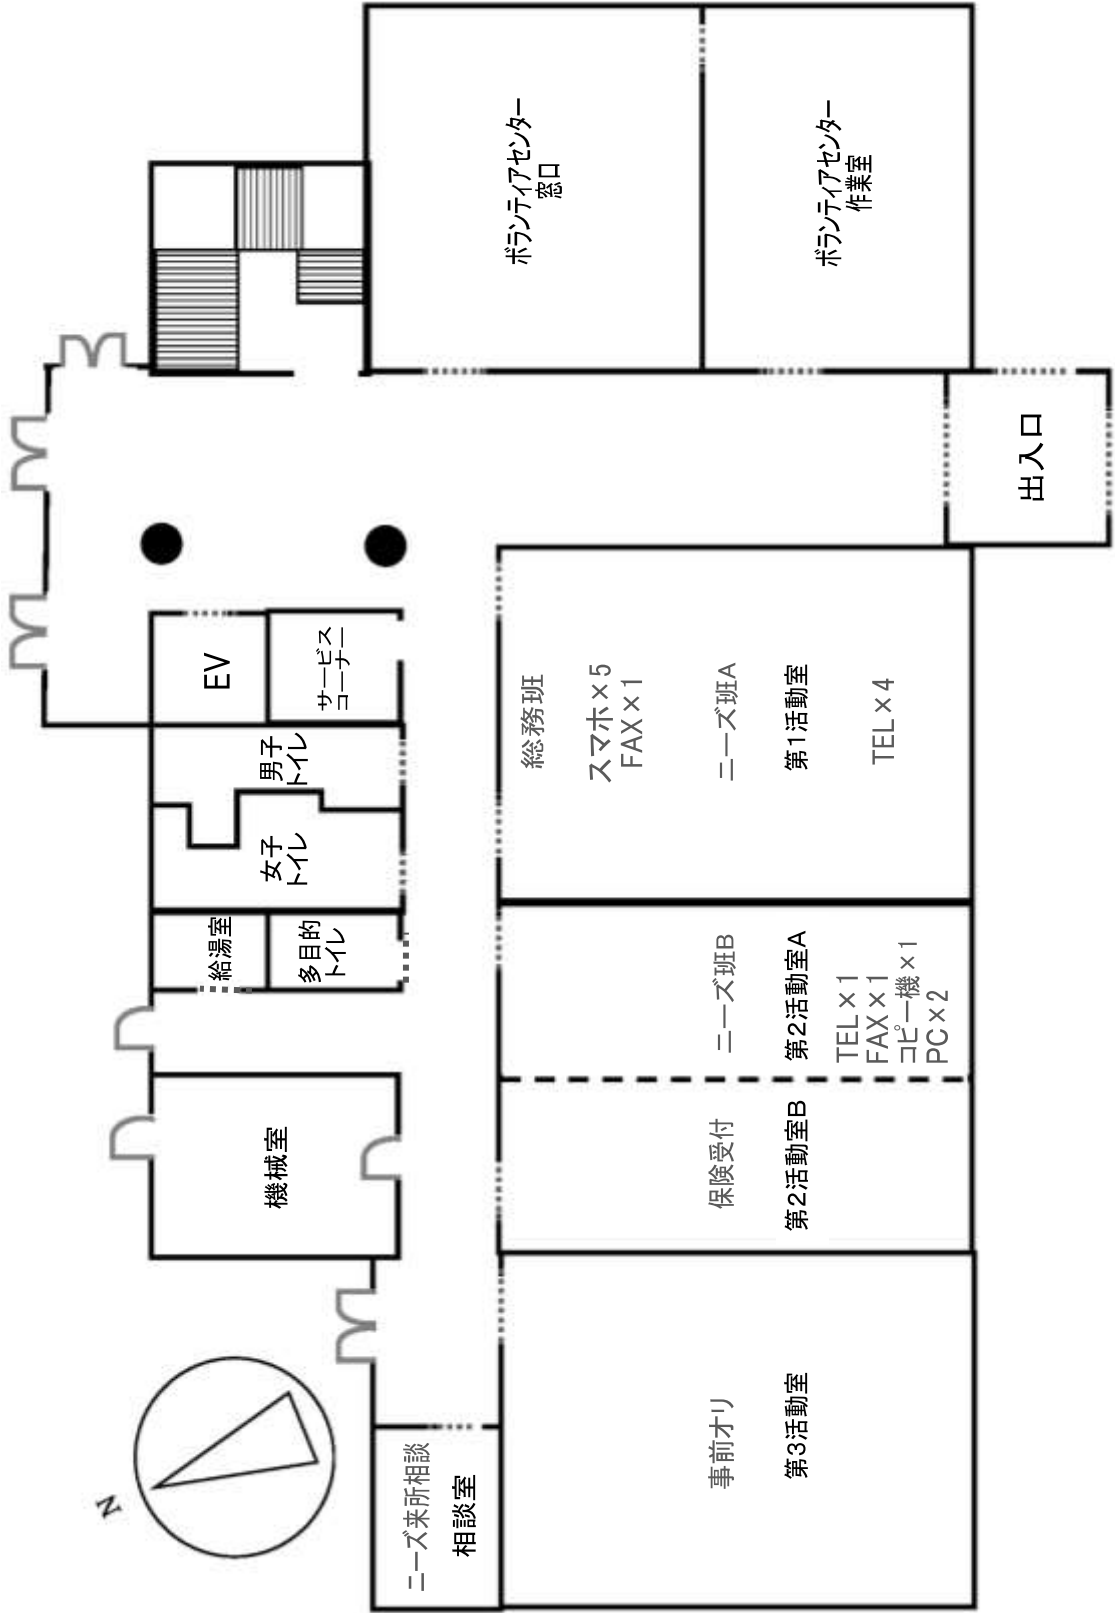 ボランティアセンター
窓口
ボランティアセンター
作業室
出入口
EV
サービス
コーナー
男子
トイレ
女子
トイレ
給湯室
多目的
トイレ
機械室
総務班
スマホ×5
FAX×1
ニーズ班A
第1活動室
TEL×4
ニーズ班B
第2活動室A
TEL×1
FAX×1
コピー機×1
PC×2
保険受付
第2活動室B
事前オリ
第3活動室
ニーズ来所相談
相談室
N